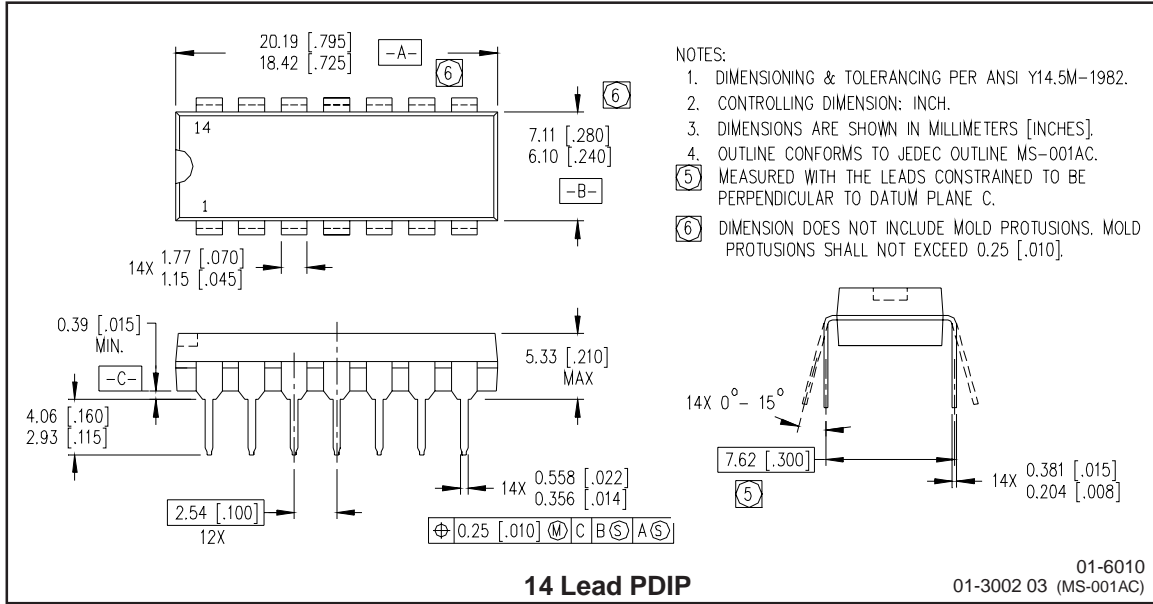 20.19 [.795]
18.42 [.725]
-A-
6
6
14
1
7.11 [.280]
6.10 [.240]
-B-
14X 1.77 [.070]
1.15 [.045]
NOTES:
1. DIMENSIONING & TOLERANCING PER ANSI Y14.5M-1982.
2. CONTROLLING DIMENSION: INCH.
3. DIMENSIONS ARE SHOWN IN MILLIMETERS [INCHES].
4. OUTLINE CONFORMS TO JEDEC OUTLINE MS-001AC.
5 MEASURED WITH THE LEADS CONSTRAINED TO BE
PERPENDICULAR TO DATUM PLANE C.
6 DIMENSION DOES NOT INCLUDE MOLD PROTUSIONS. MOLD
PROTUSIONS SHALL NOT EXCEED 0.25 [.010].
0.39 [.015]
MIN.
-C-
4.06 [.160]
2.93 [.115]
5.33 [.210]
MAX
2.54 [.100]
12X
14X 0.558 [.022]
0.356 [.014]
⌖ 0.25 [.010] Ⓜ C B Ⓢ A Ⓢ
14X 0° - 15°
7.62 [.300]
5
14X 0.381 [.015]
0.204 [.008]
14 Lead PDIP
01-6010
01-3002 03 (MS-001AC)